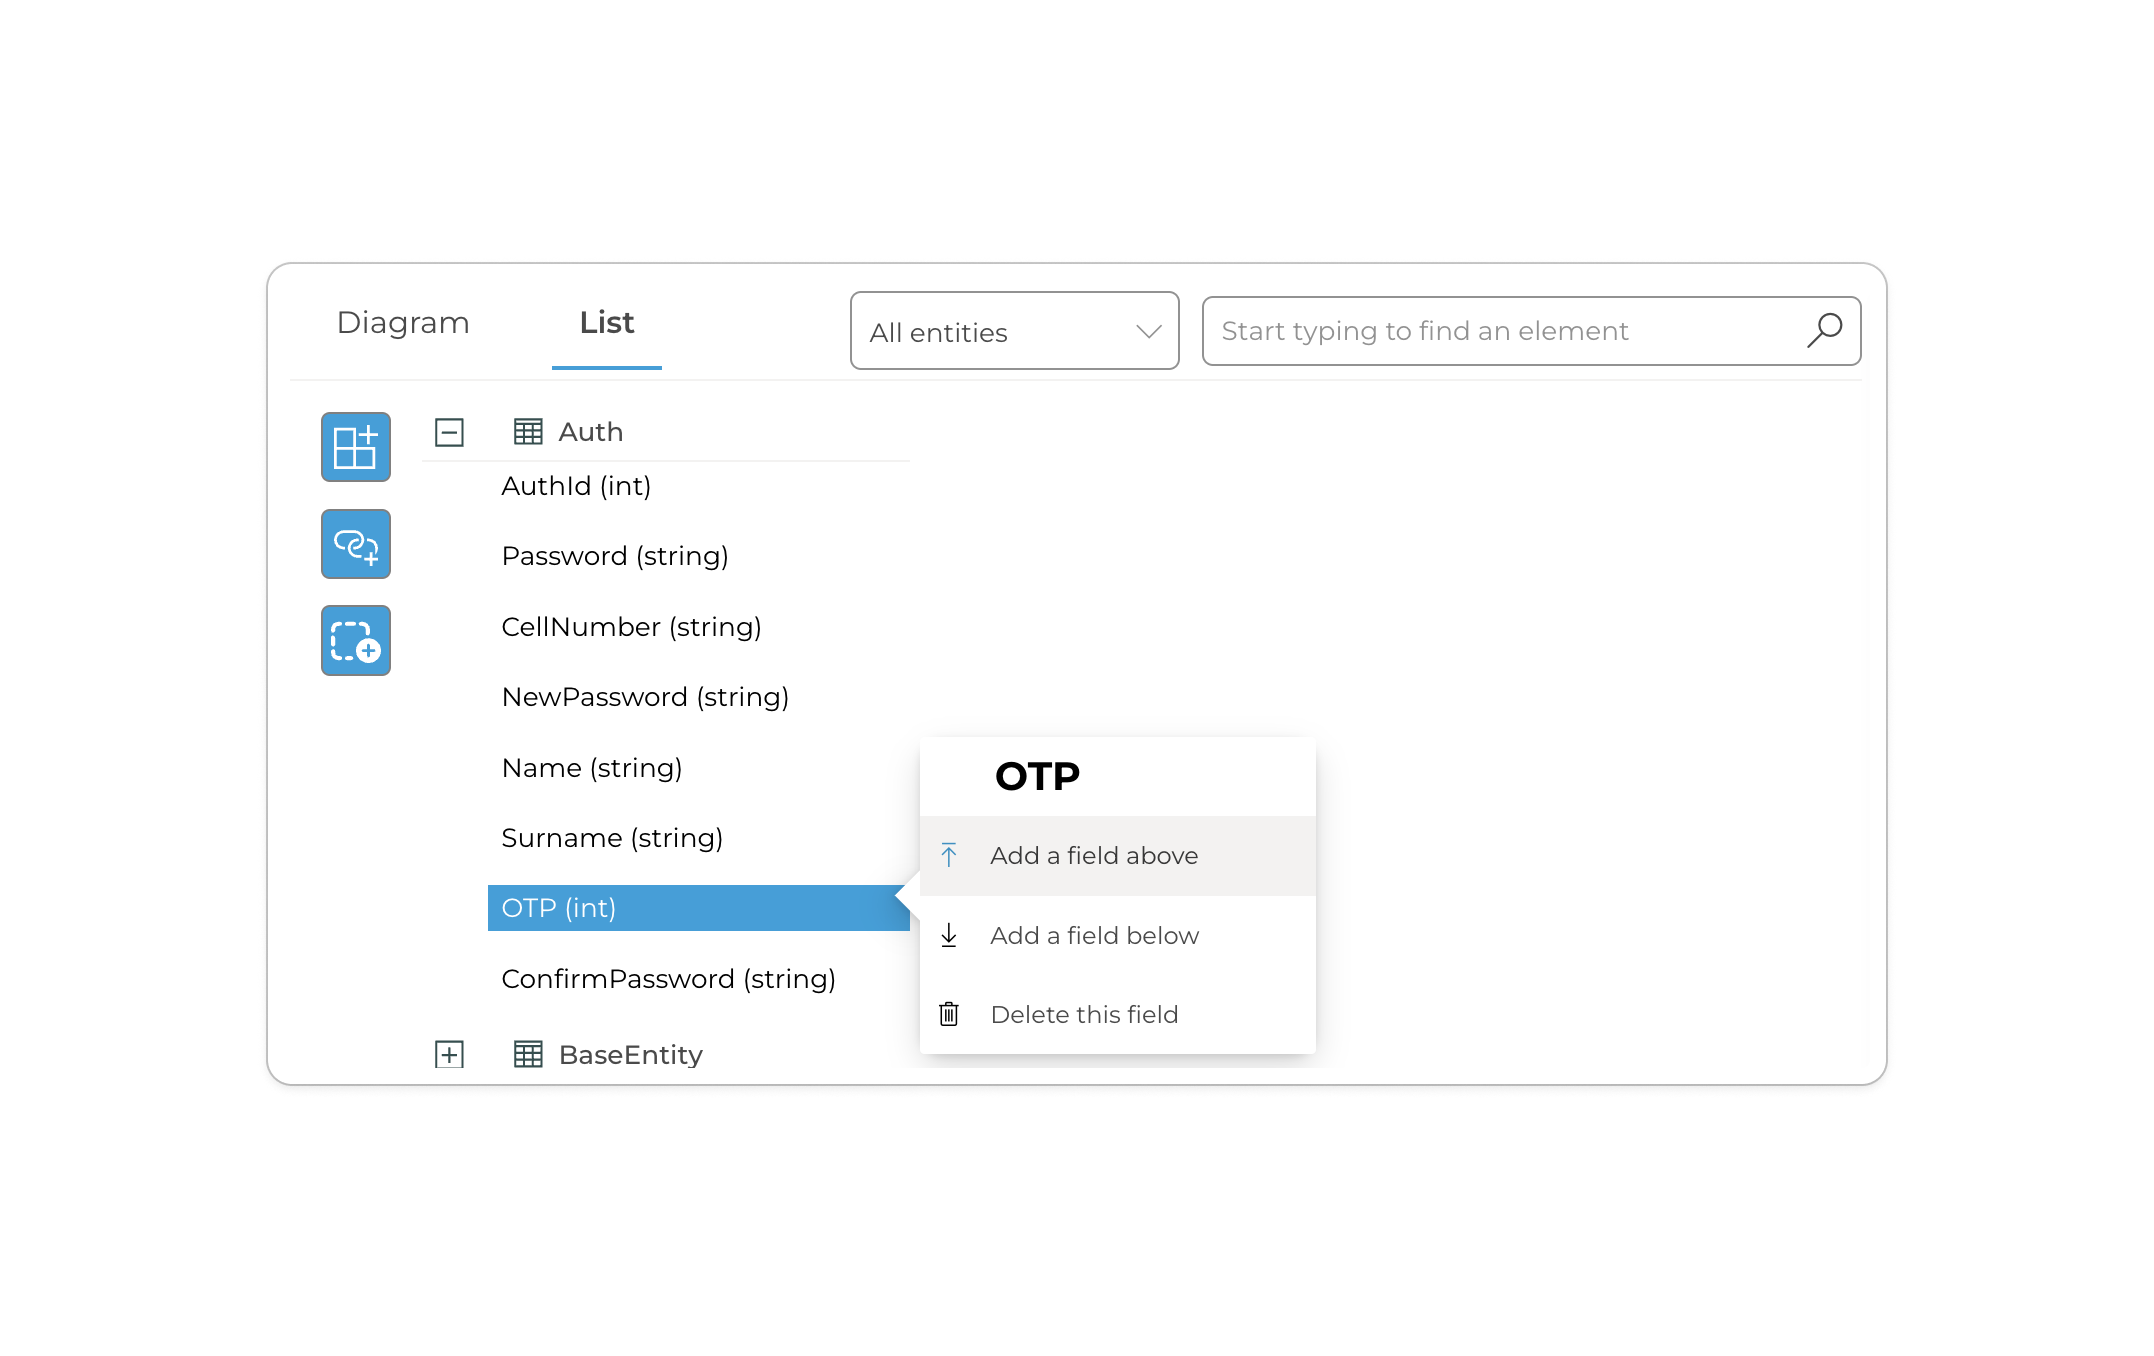 Diagram
List
All entities
Start typing to find an element
Auth
AuthId (int)
Password (string)
CellNumber (string)
NewPassword (string)
Name (string)
Surname (string)
OTP (int)
ConfirmPassword (string)
BaseEntity
OTP
Add a field above
Add a field below
Delete this field